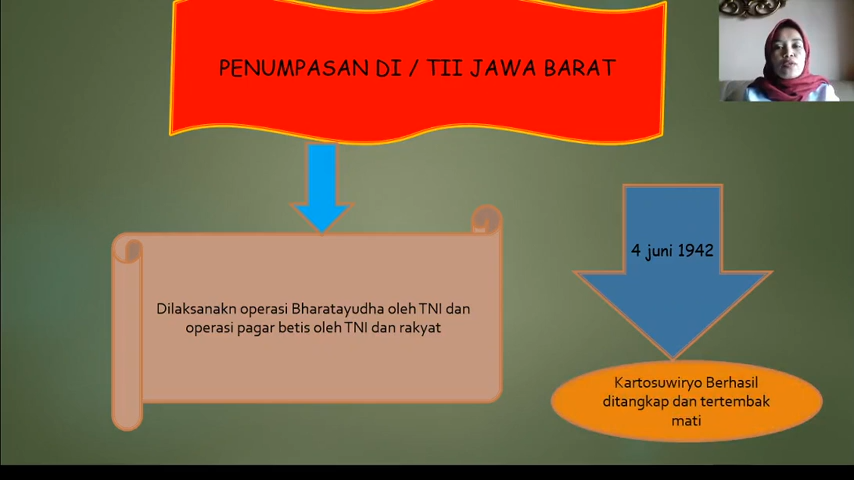 PENUMPASAN DI / TII JAWA BARAT
Dilaksanakn operasi Bharatayudha oleh TNI dan
operasi pagar betis oleh TNI dan rakyat
4 juni 1942
Kartosuwiryo Berhasil
ditangkap dan tertembak
mati